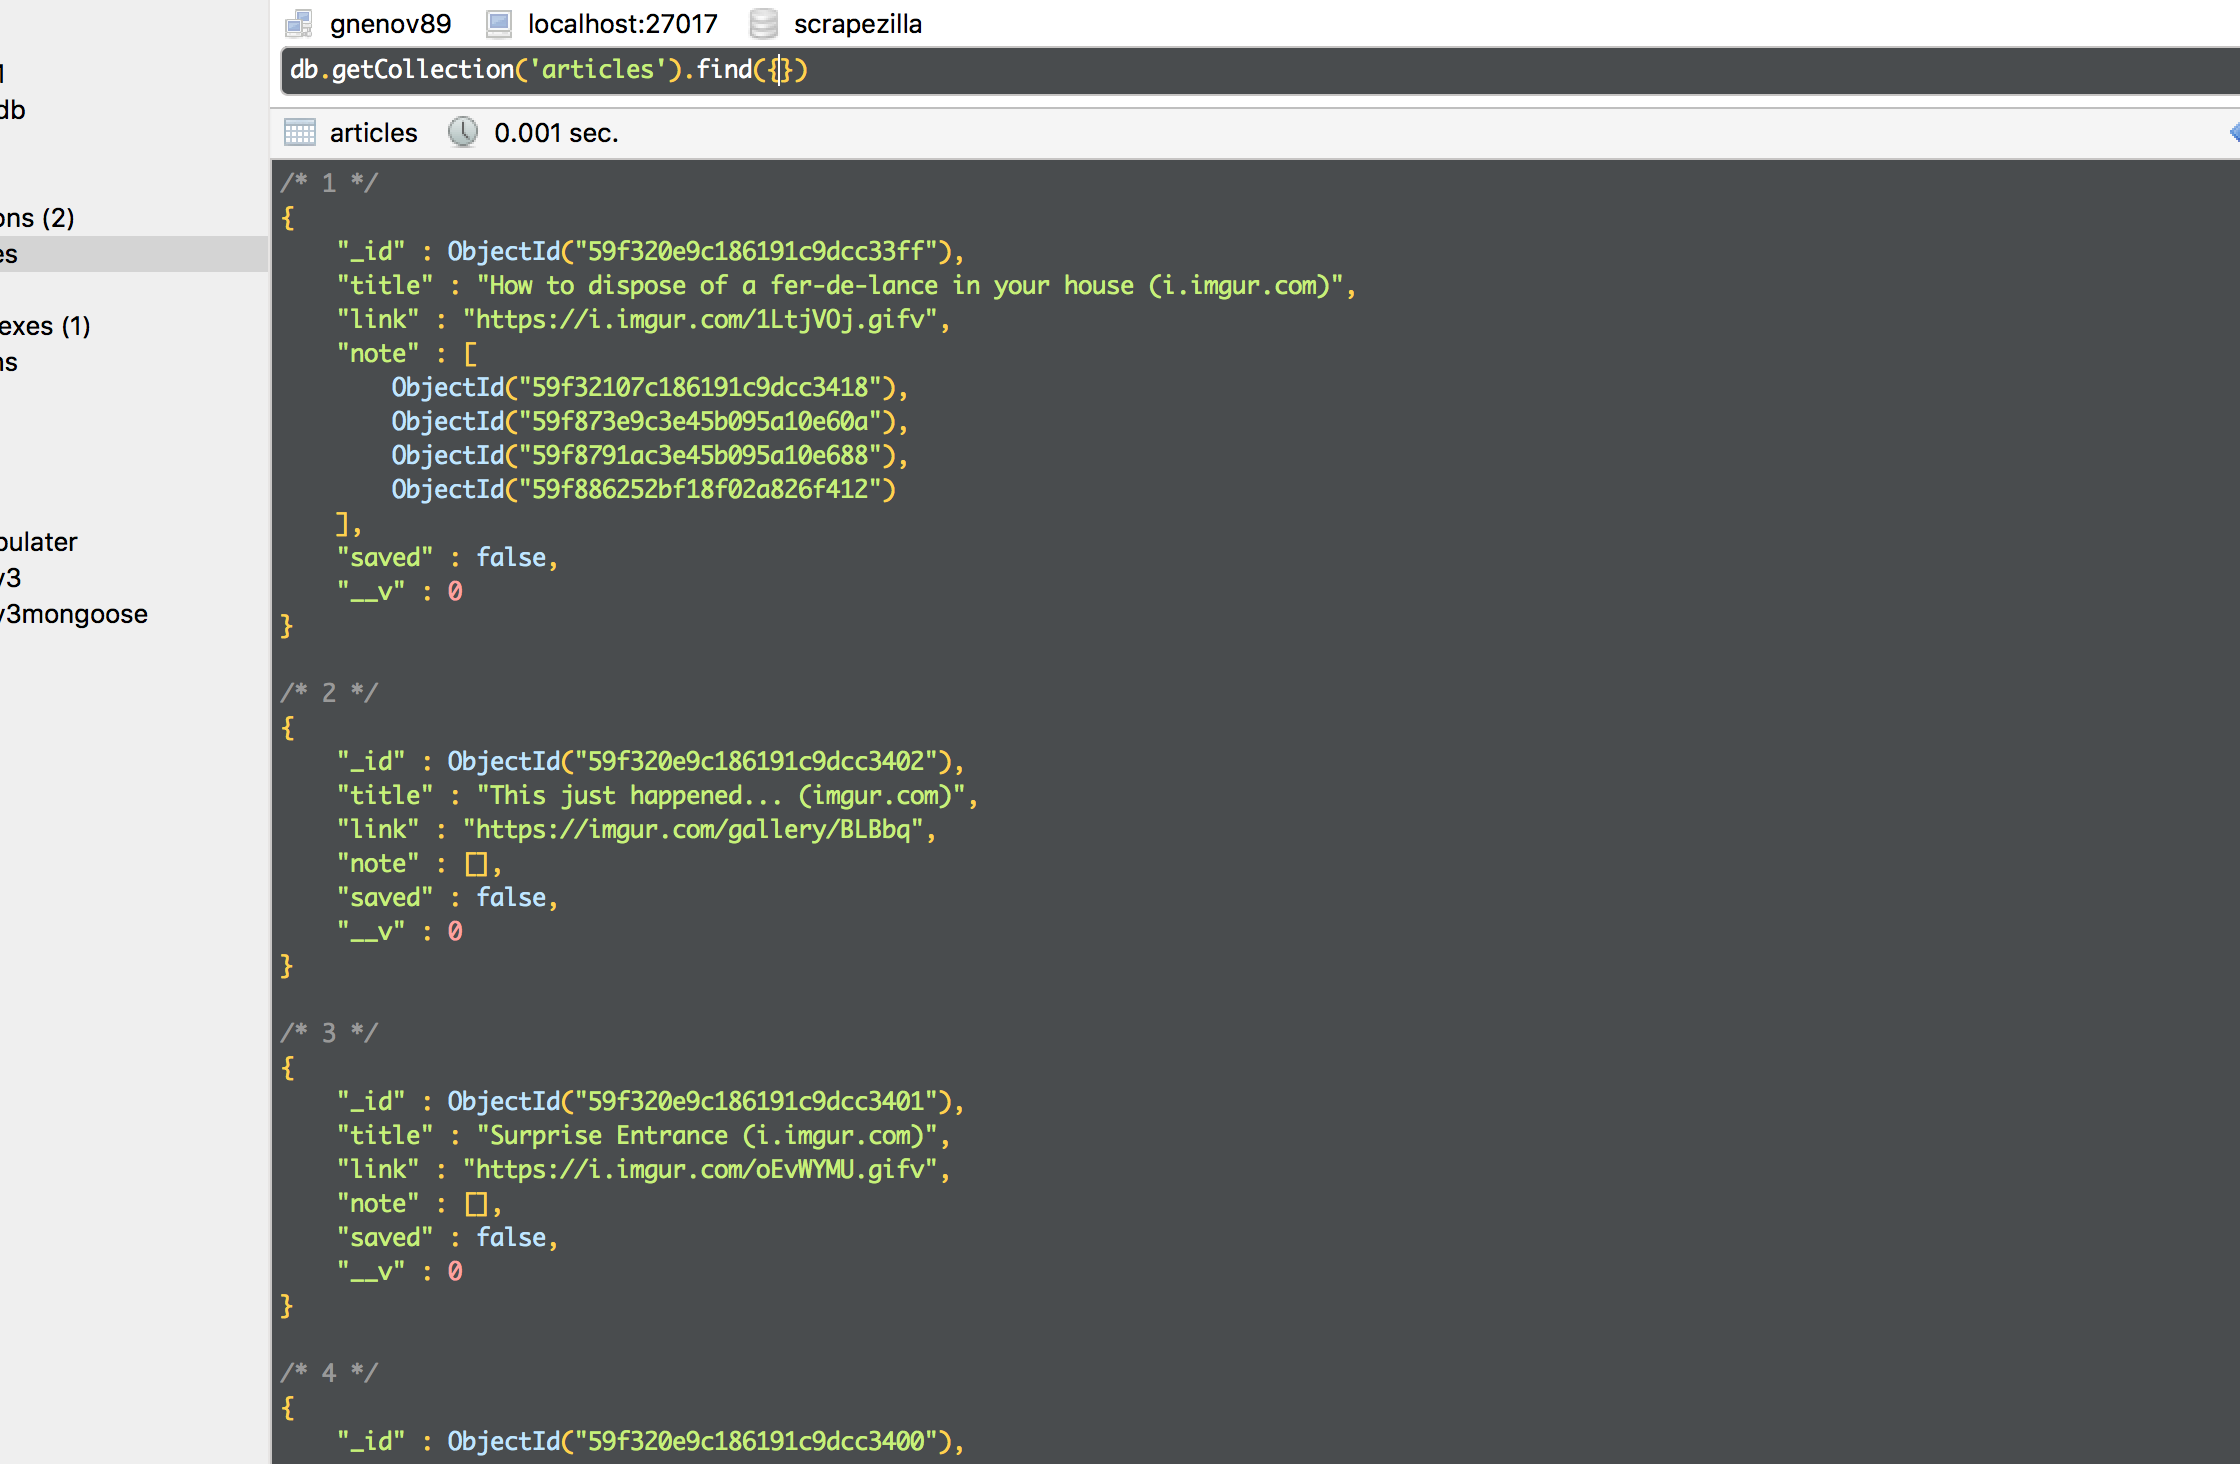 gnenov89 localhost:27017 scrapezilla
db.getCollection('articles').find({})
articles 0.001 sec.
db
ons (2)
es
exes (1)
ns
pulater
v3
v3mongoose
/* 1 */
{
"_id" : ObjectId("59f320e9c186191c9dcc33ff"),
"title" : "How to dispose of a fer-de-lance in your house (i.imgur.com)",
"link" : "https://i.imgur.com/1LtjVOj.gifv",
"note" : [
ObjectId("59f32107c186191c9dcc3418"),
ObjectId("59f873e9c3e45b095a10e60a"),
ObjectId("59f8791ac3e45b095a10e688"),
ObjectId("59f886252bf18f02a826f412")
],
"saved" : false,
"__v" : 0
}
/* 2 */
{
"_id" : ObjectId("59f320e9c186191c9dcc3402"),
"title" : "This just happened... (imgur.com)",
"link" : "https://imgur.com/gallery/BLBbq",
"note" : [],
"saved" : false,
"__v" : 0
}
/* 3 */
{
"_id" : ObjectId("59f320e9c186191c9dcc3401"),
"title" : "Surprise Entrance (i.imgur.com)",
"link" : "https://i.imgur.com/oEvWYMU.gifv",
"note" : [],
"saved" : false,
"__v" : 0
}
/* 4 */
{
"_id" : ObjectId("59f320e9c186191c9dcc3400"),